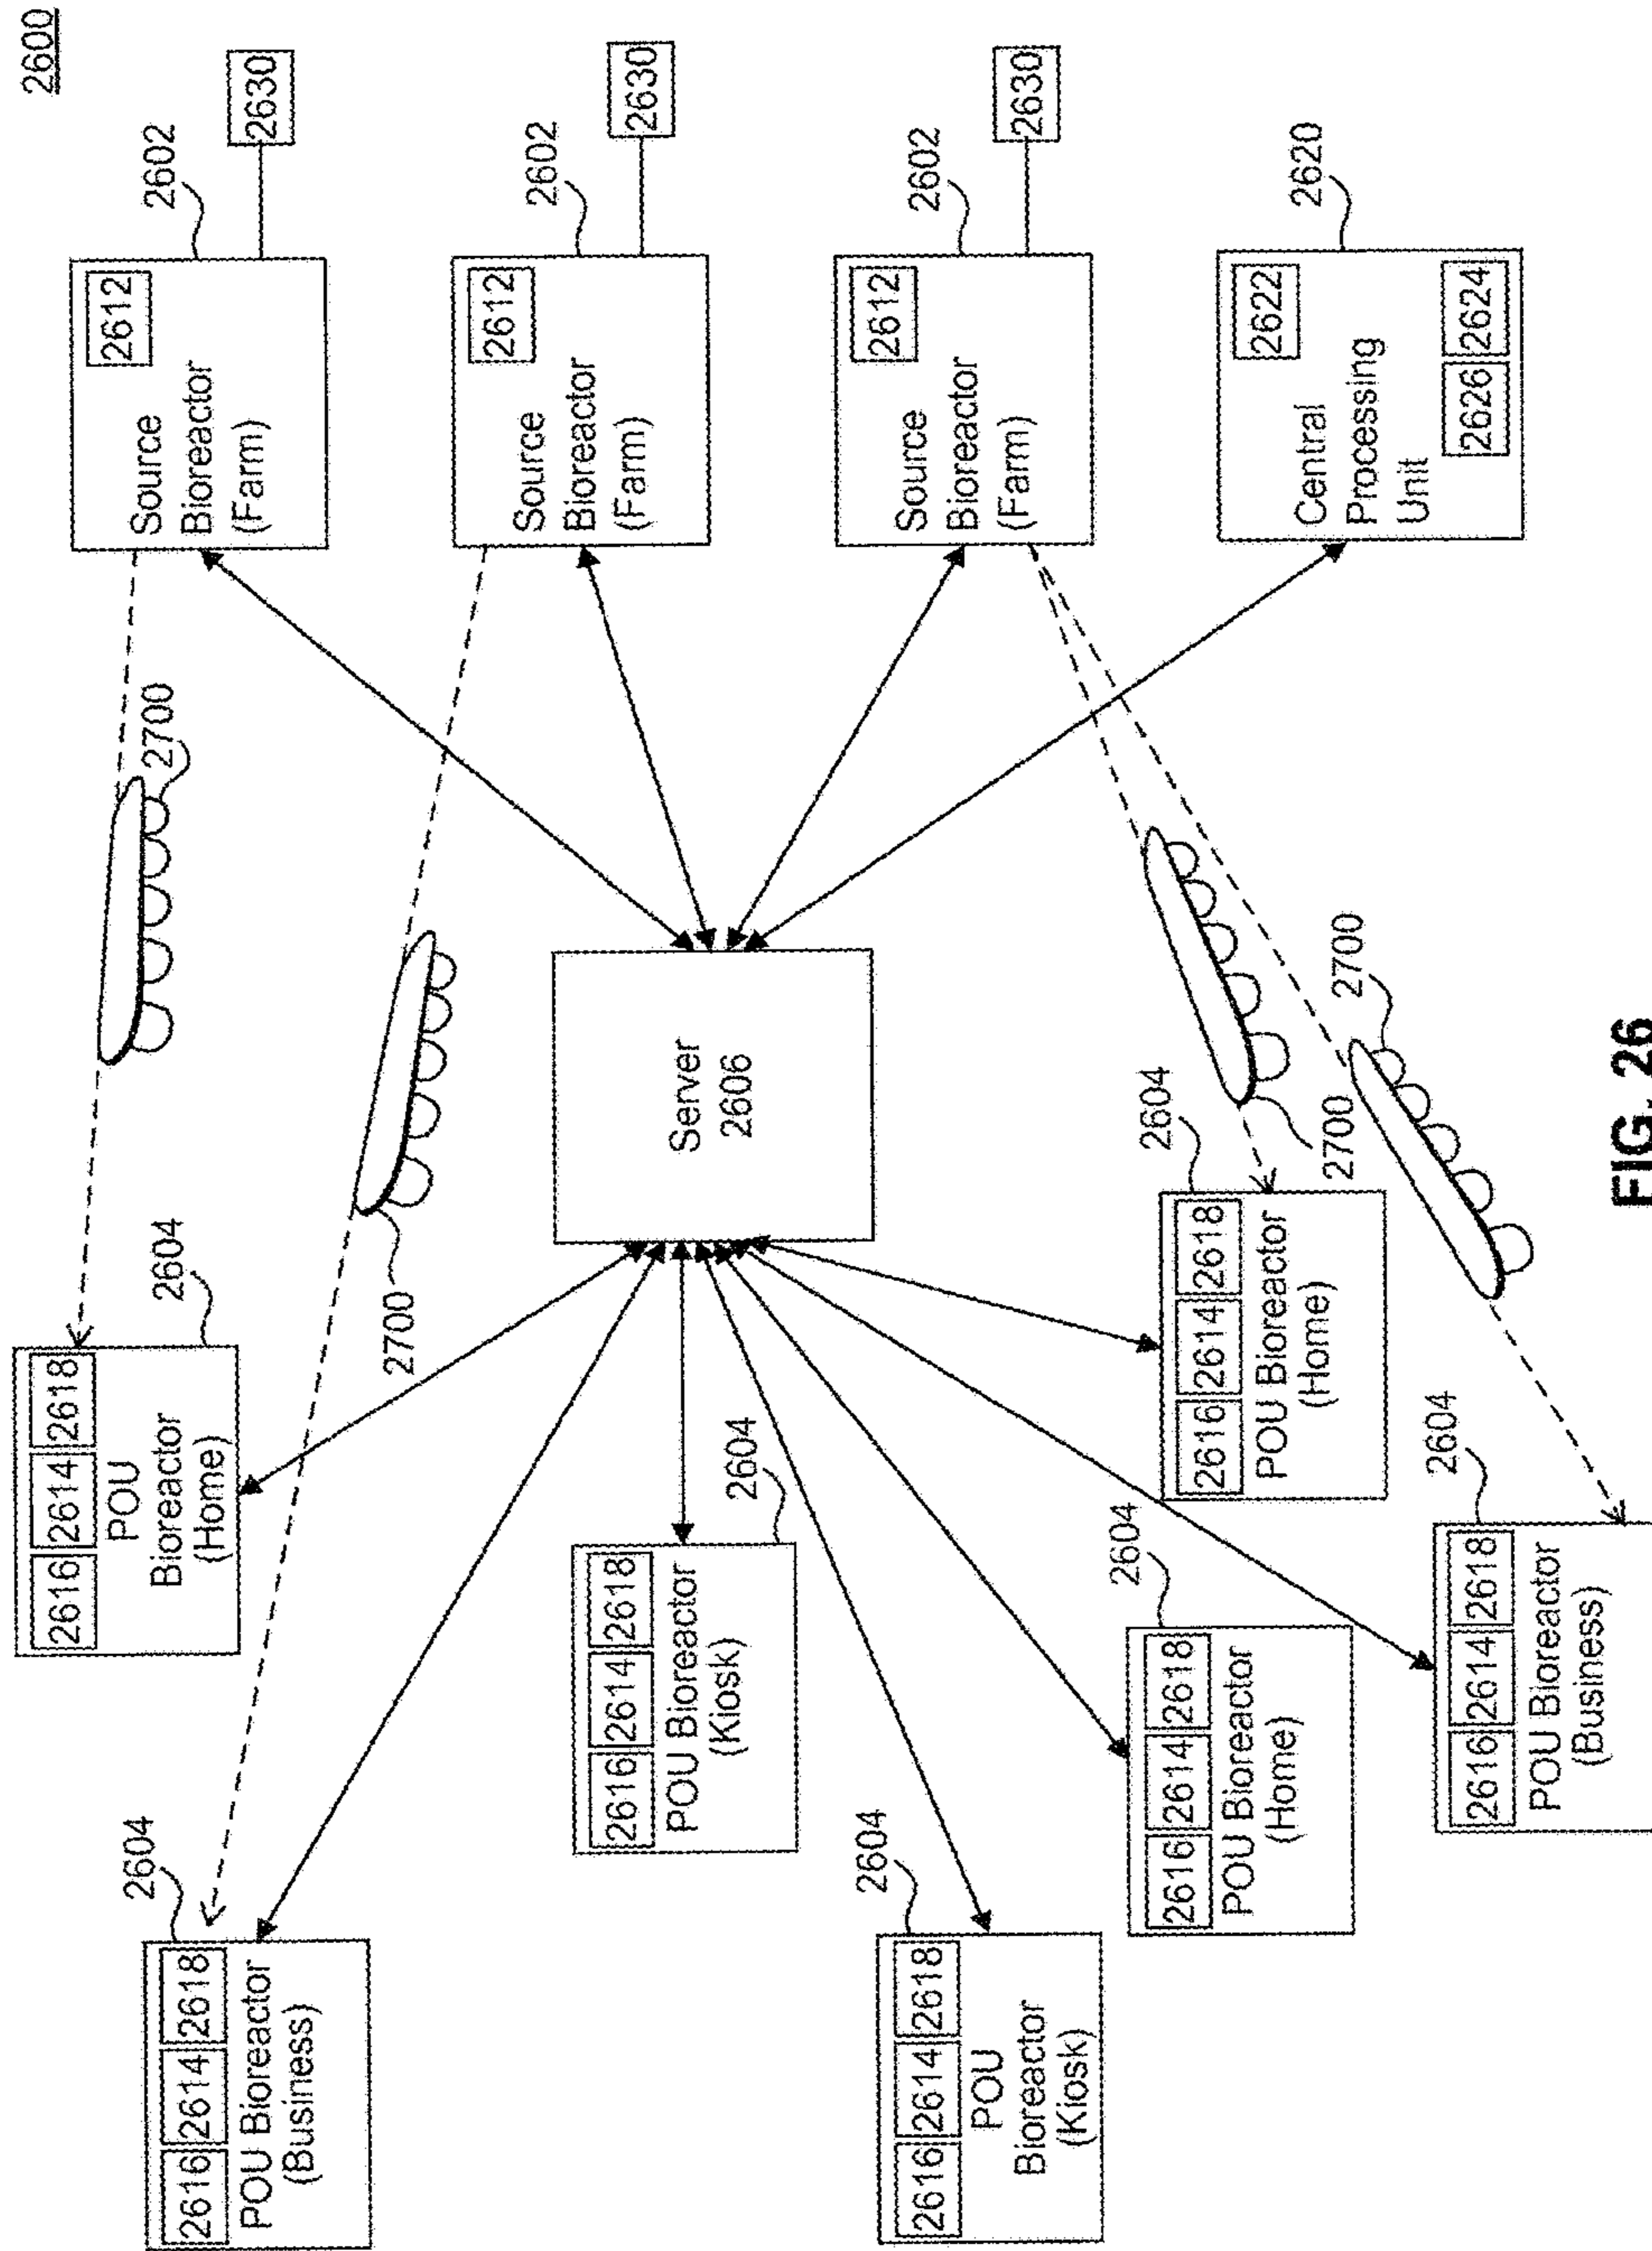 2600
2616 2614 2618
POU
Bioreactor
(Home)
2604
2700
2612
Source
Bioreactor
(Farm)
2602
2630
2616 2614 2618
POU Bioreactor
(Business)
2604
2700
2612
Source
Bioreactor
(Farm)
2602
2630
2616 2614 2618
POU Bioreactor
(Kiosk)
2604
Server
2606
2612
Source
Bioreactor
(Farm)
2602
2630
2616 2614 2618
POU
Bioreactor
(Kiosk)
2604
2616 2614 2618
POU Bioreactor
(Home)
2604
2616 2614 2618
POU Bioreactor
(Home)
2604
2700
2622
Central
Processing
Unit
2626 2624
2620
2616 2614 2618
POU Bioreactor
(Business)
2604
2700
FIG. 26